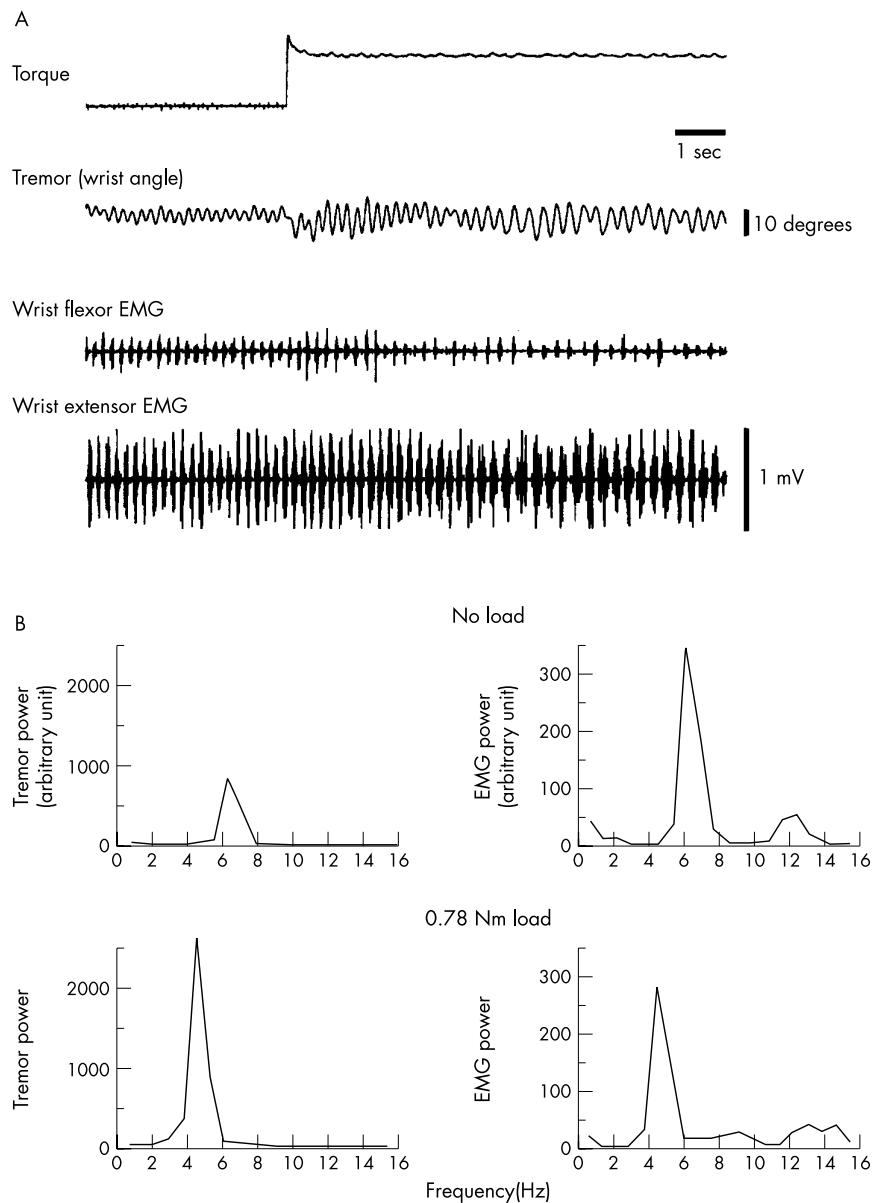 A
Torque
1 sec
Tremor (wrist angle)
10 degrees
Wrist flexor EMG
Wrist extensor EMG
1 mV
B
No load
Tremor power
(arbitrary unit)
2000
1000
0
0 2 4 6 8 10 12 14 16
EMG power
(arbitrary unit)
300
200
100
0
0 2 4 6 8 10 12 14 16
0.78 Nm load
Tremor power
2000
1000
0
0 2 4 6 8 10 12 14 16
EMG power
300
200
100
0
0 2 4 6 8 10 12 14 16
Frequency(Hz)